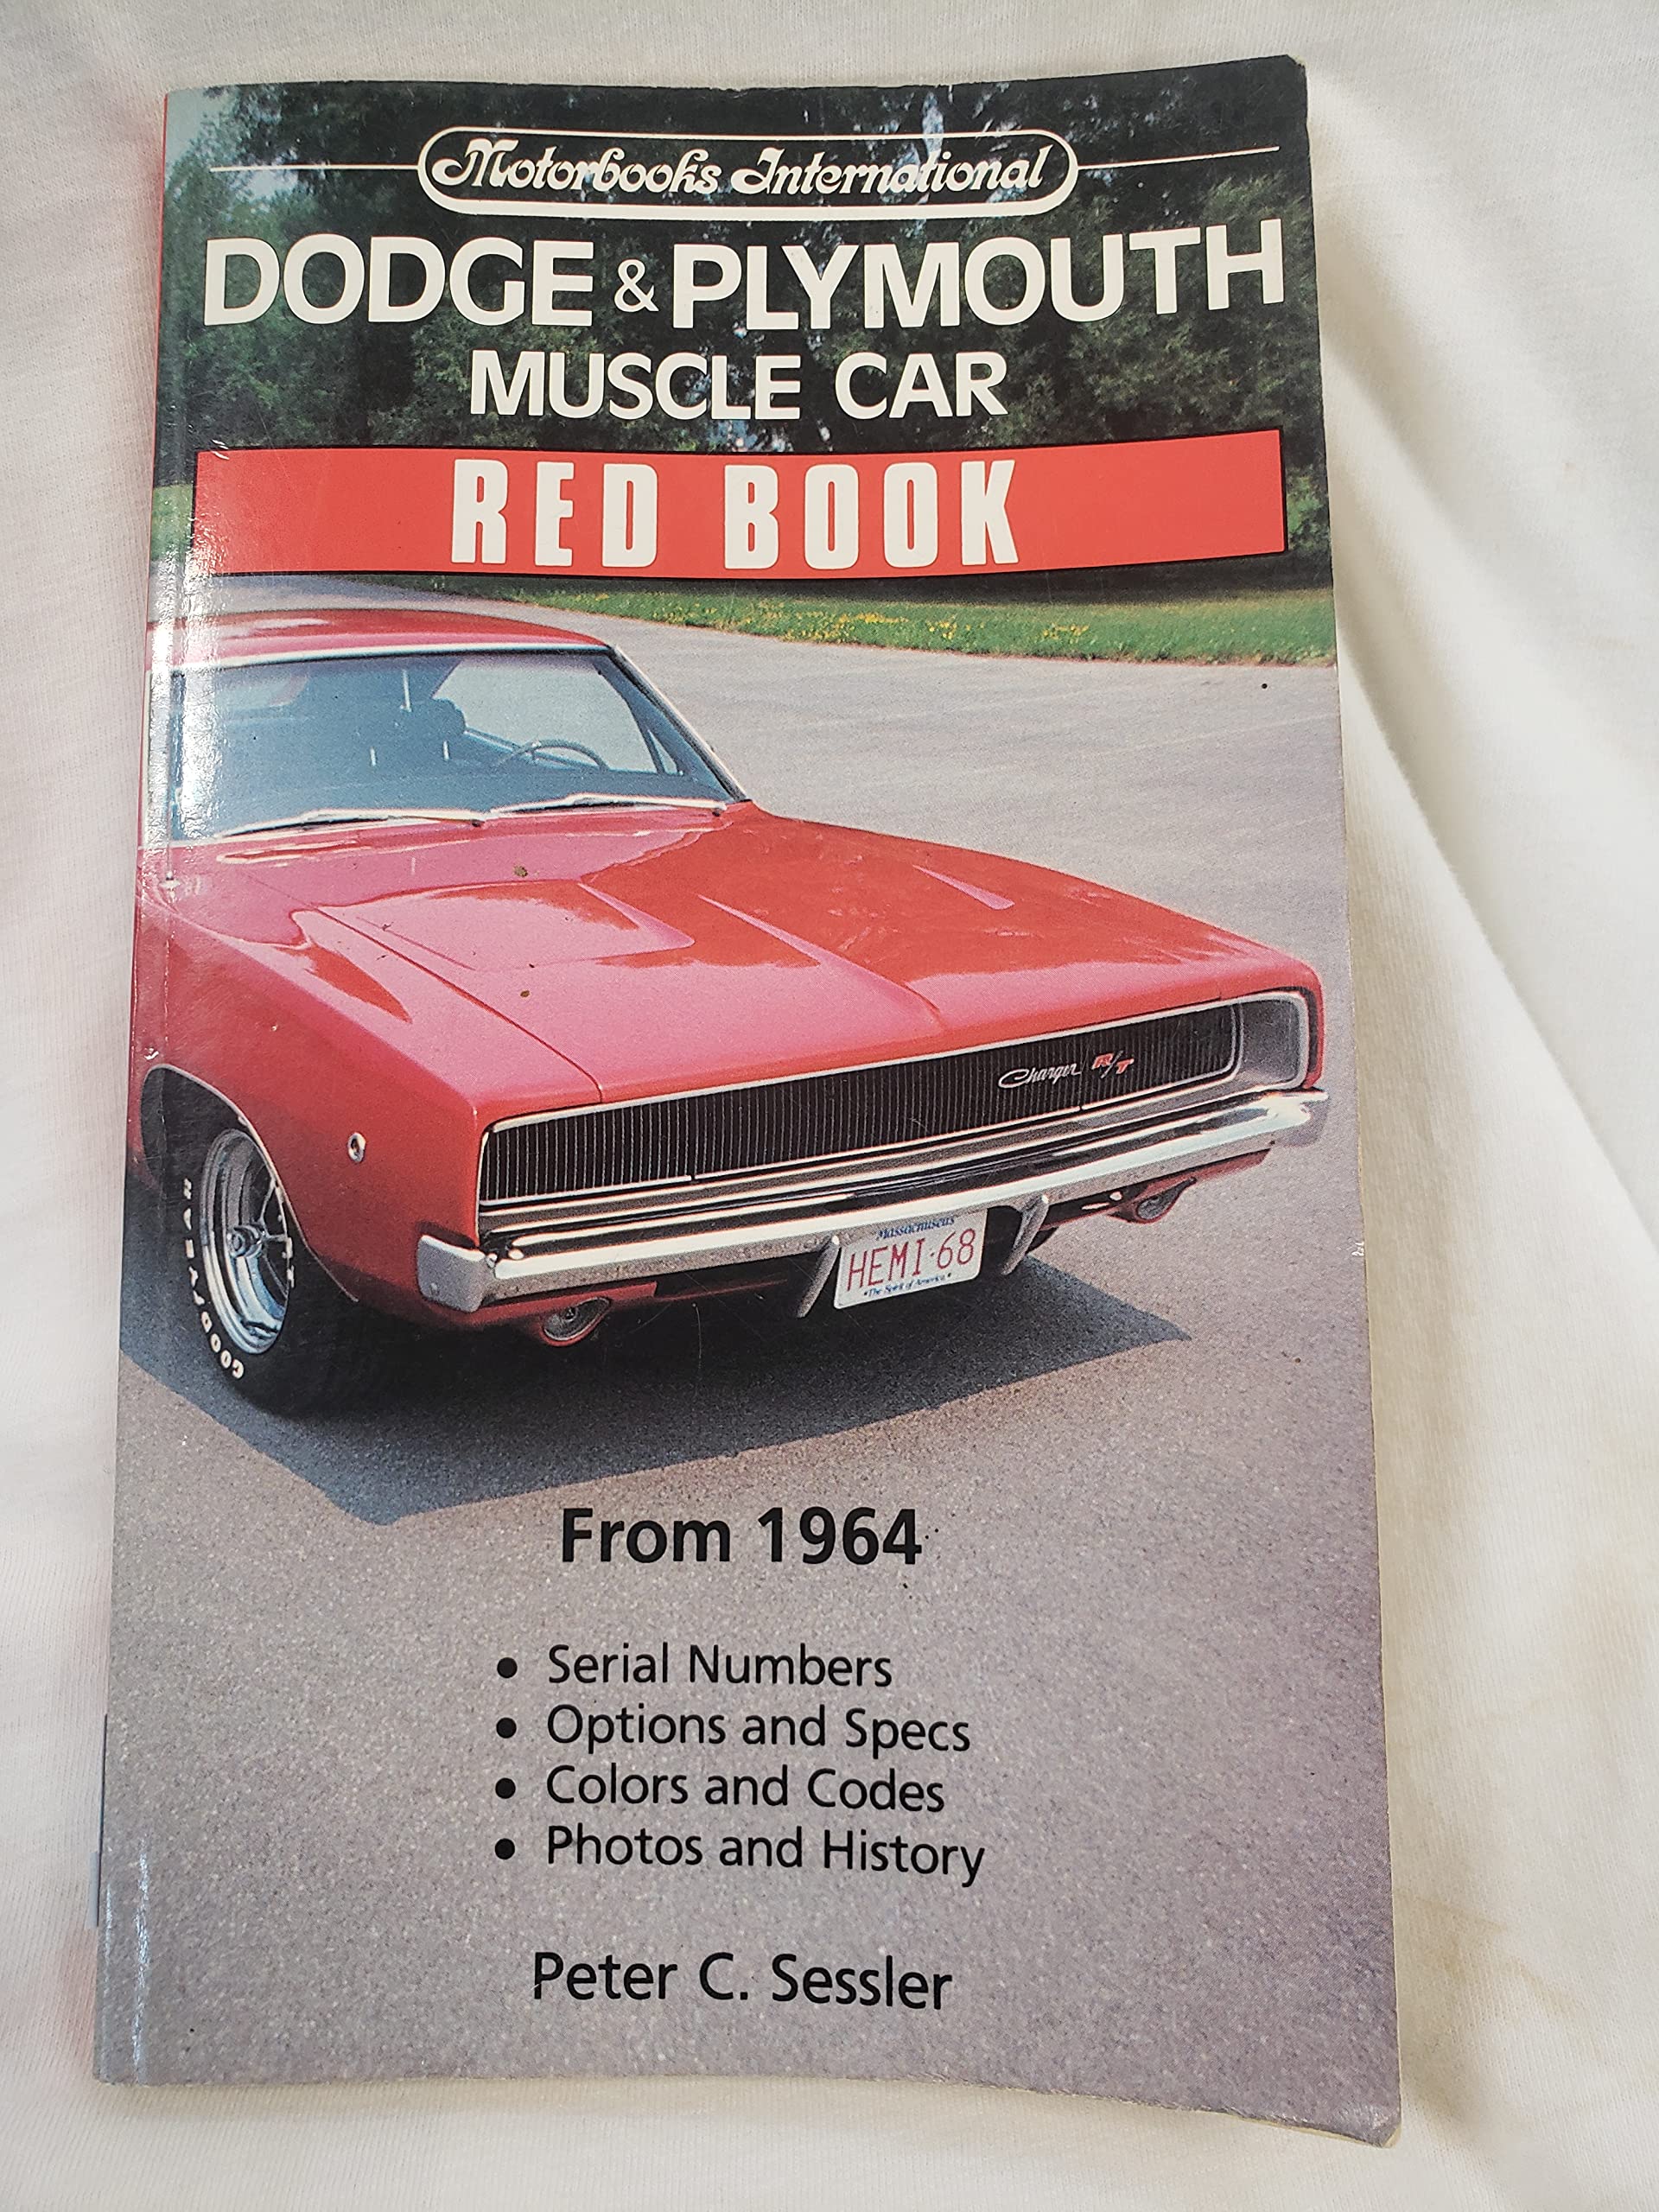 Motorbooks International
DODGE & PLYMOUTH
MUSCLE CAR
RED BOOK
Charger R/T
Massachusetts
HEMI·68
"The Spirit of America"
GOODYEAR
From 1964
• Serial Numbers
• Options and Specs
• Colors and Codes
• Photos and History
Peter C. Sessler